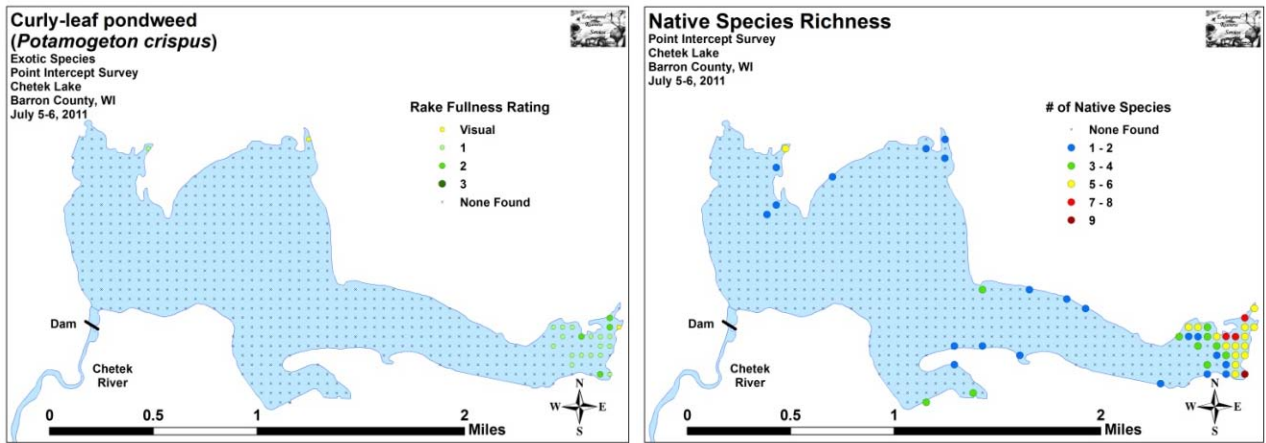 Curly-leaf pondweed
(Potamogeton crispus)
Exotic Species
Point Intercept Survey
Chetek Lake
Barron County, WI
July 5-6, 2011
Rake Fullness Rating
Visual
1
2
3
None Found
Dam
Chetek
River
N
W E
S
0 0.5 1 2
Miles
Native Species Richness
Point Intercept Survey
Chetek Lake
Barron County, WI
July 5-6, 2011
# of Native Species
None Found
1 - 2
3 - 4
5 - 6
7 - 8
9
Dam
Chetek
River
N
W E
S
0 0.5 1 2
Miles